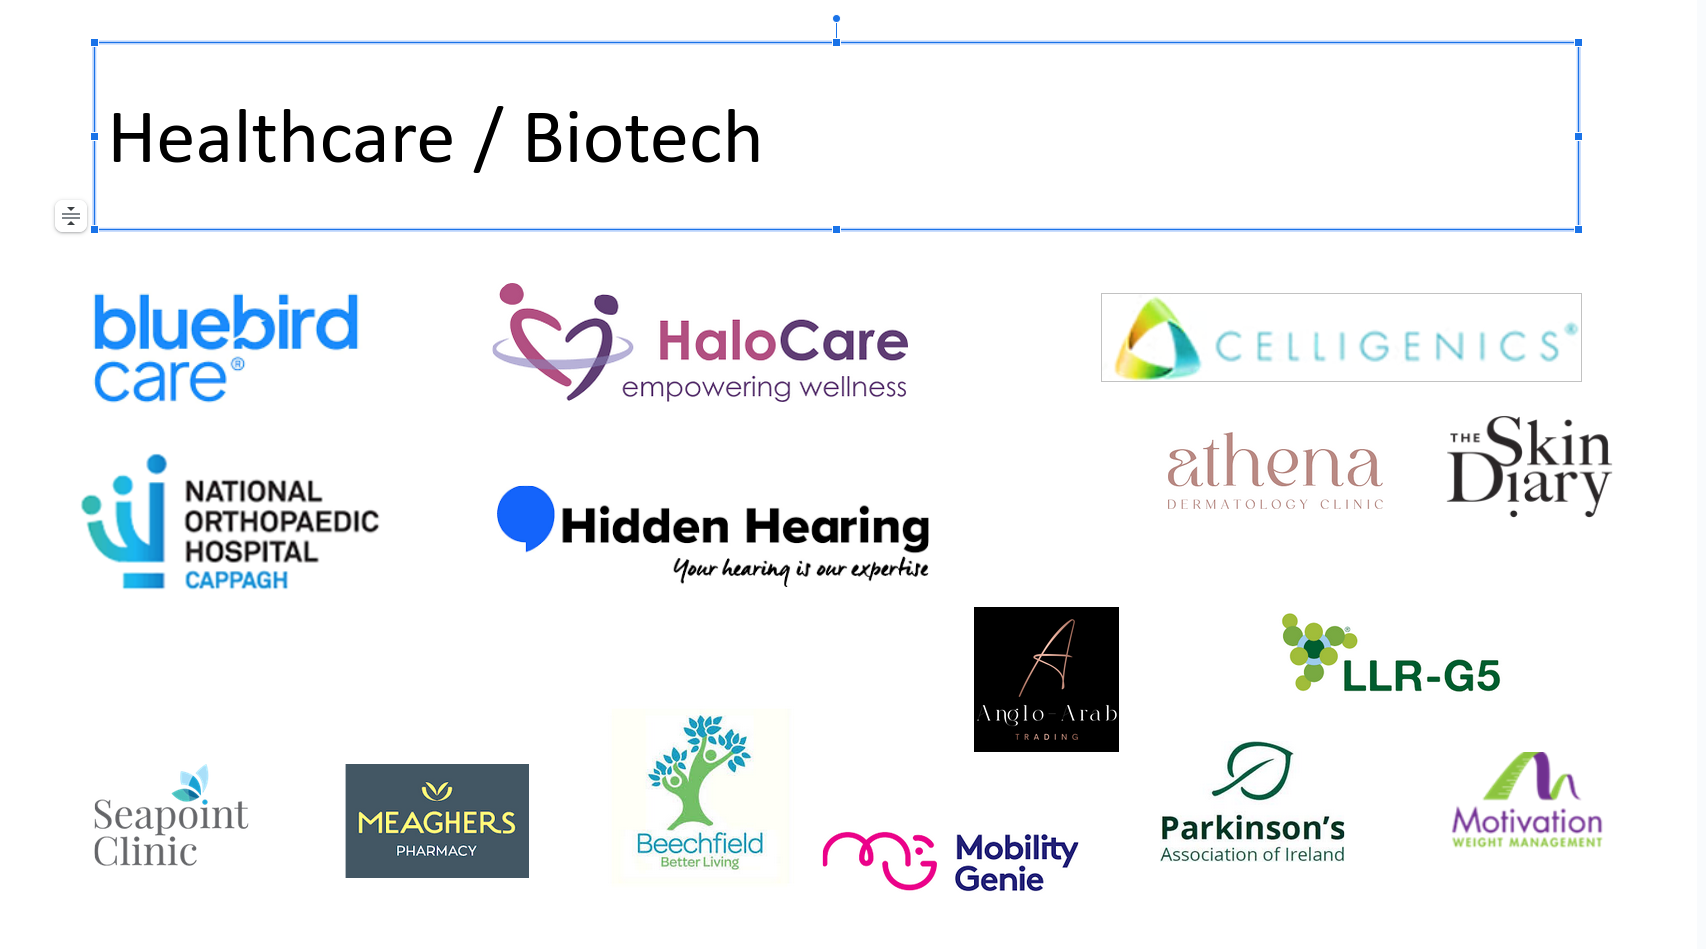 Healthcare / Biotech
bluebird
care®
HaloCare
empowering wellness
CELLIGENICS®
NATIONAL
ORTHOPAEDIC
HOSPITAL
CAPPAGH
Hidden Hearing
Your hearing is our expertise
athena
DERMATOLOGY CLINIC
THE Skin
Diary
Anglo-Arab
TRADING
LLR-G5®
Seapoint
Clinic
MEAGHERS
PHARMACY
Beechfield
Better Living
Mobility
Genie
Parkinson's
Association of Ireland
Motivation
WEIGHT MANAGEMENT